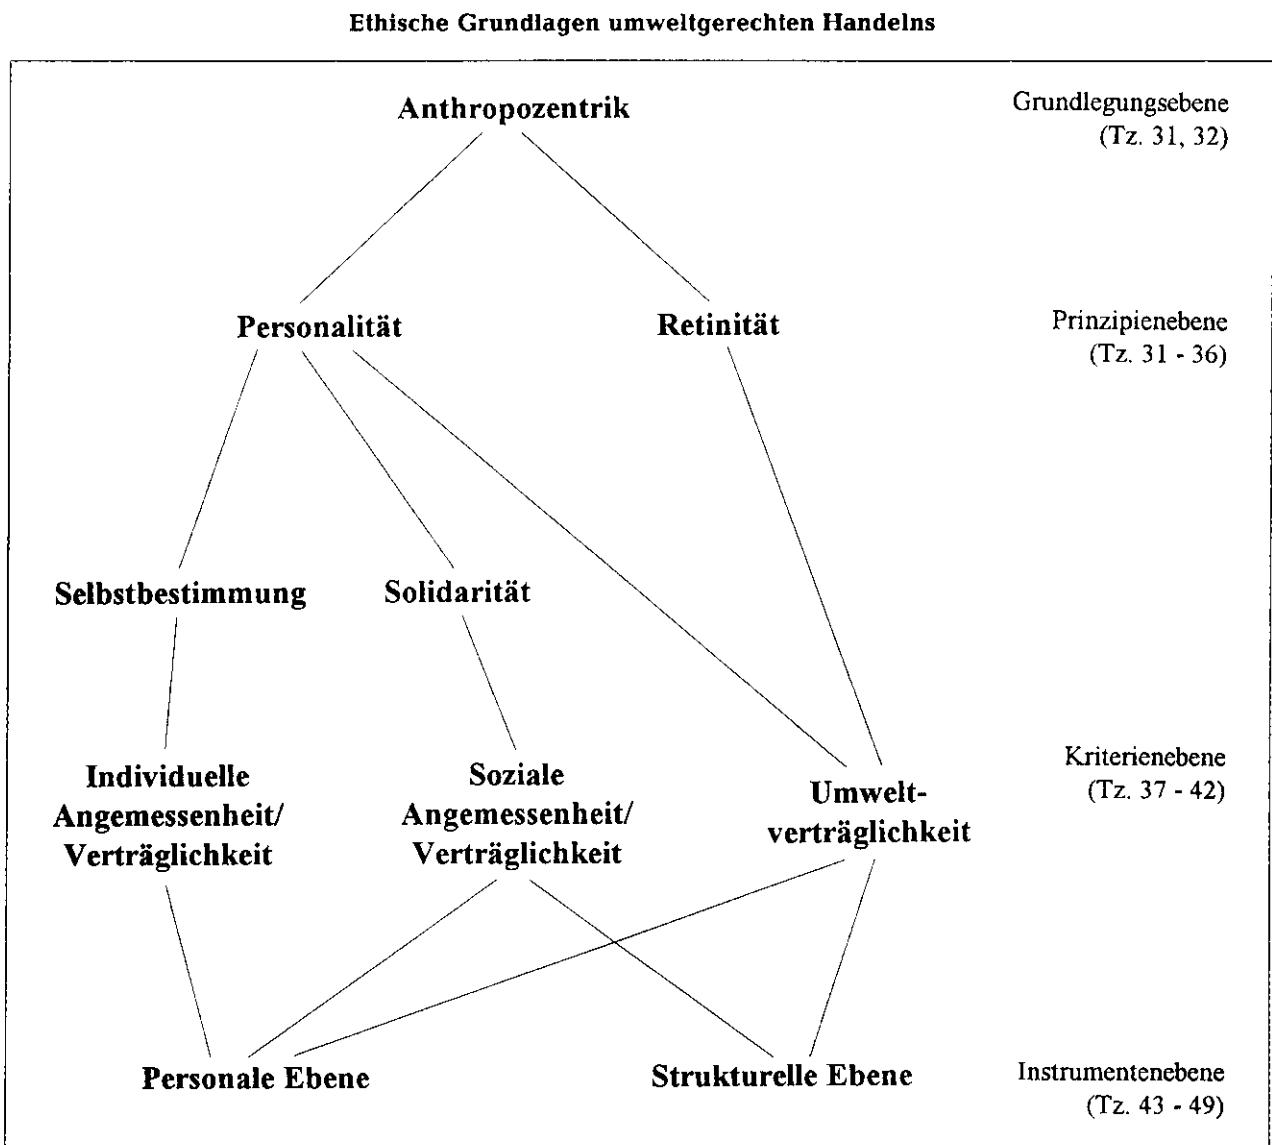 Ethische Grundlagen umweltgerechten Handelns
Anthropozentrik
Grundlegungsebene
(Tz. 31, 32)
Personalität
Retinität
Prinzipienebene
(Tz. 31 - 36)
Selbstbestimmung
Solidarität
Individuelle
Angemessenheit/
Verträglichkeit
Soziale
Angemessenheit/
Verträglichkeit
Umwelt-
verträglichkeit
Kriterienebene
(Tz. 37 - 42)
Personale Ebene
Strukturelle Ebene
Instrumentenebene
(Tz. 43 - 49)